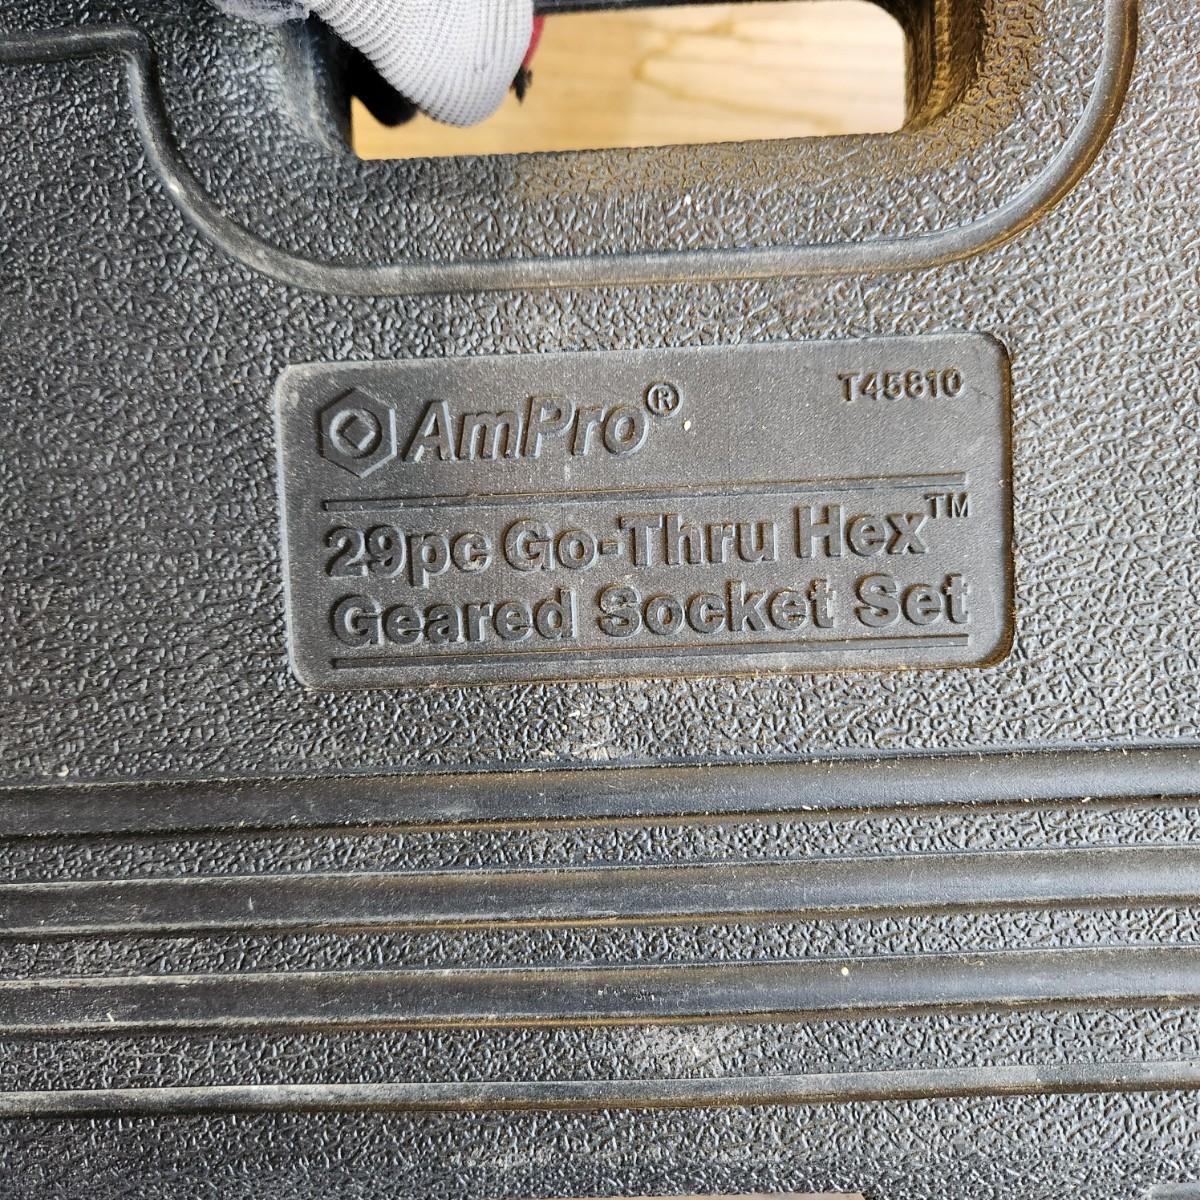 AmPro® T45810
29pc Go-Thru Hex™
Geared Socket Set